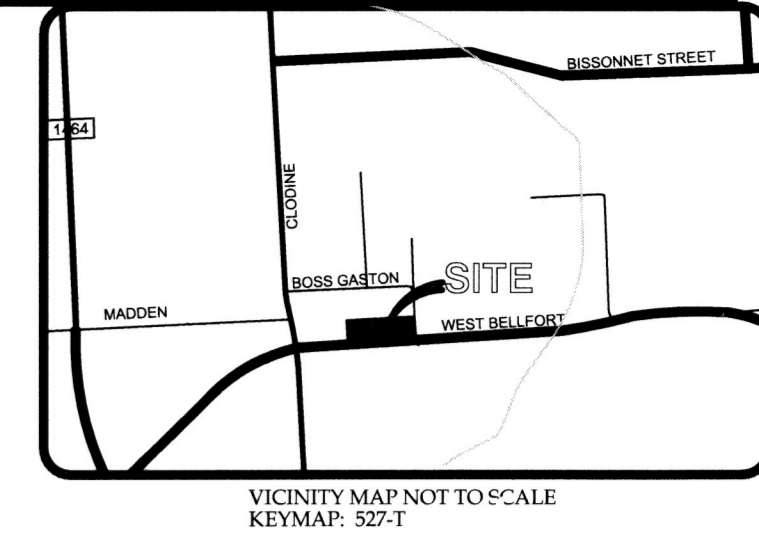 BISSONNET STREET
1464
CLODINE
BOSS GASTON
SITE
MADDEN
WEST BELLFORT
VICINITY MAP NOT TO SCALE
KEYMAP: 527-T